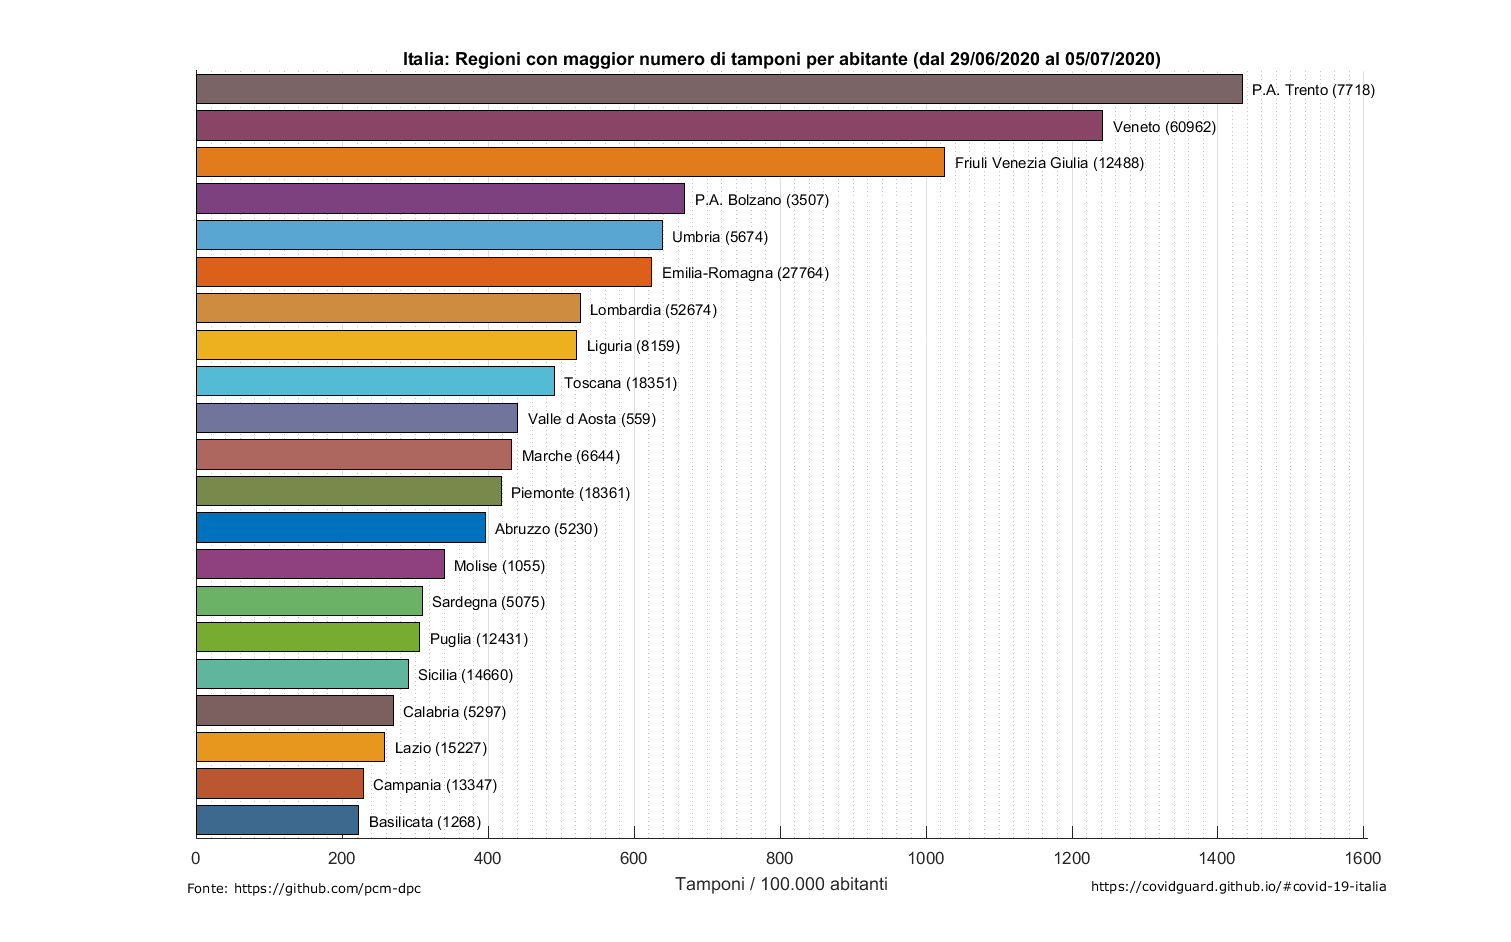 Italia: Regioni con maggior numero di tamponi per abitante (dal 29/06/2020 al 05/07/2020)
P.A. Trento (7718)
Veneto (60962)
Friuli Venezia Giulia (12488)
P.A. Bolzano (3507)
Umbria (5674)
Emilia-Romagna (27764)
Lombardia (52674)
Liguria (8159)
Toscana (18351)
Valle d Aosta (559)
Marche (6644)
Piemonte (18361)
Abruzzo (5230)
Molise (1055)
Sardegna (5075)
Puglia (12431)
Sicilia (14660)
Calabria (5297)
Lazio (15227)
Campania (13347)
Basilicata (1268)
0 200 400 600 800 1000 1200 1400 1600
Tamponi / 100.000 abitanti
Fonte: https://github.com/pcm-dpc
https://covidguard.github.io/#covid-19-italia